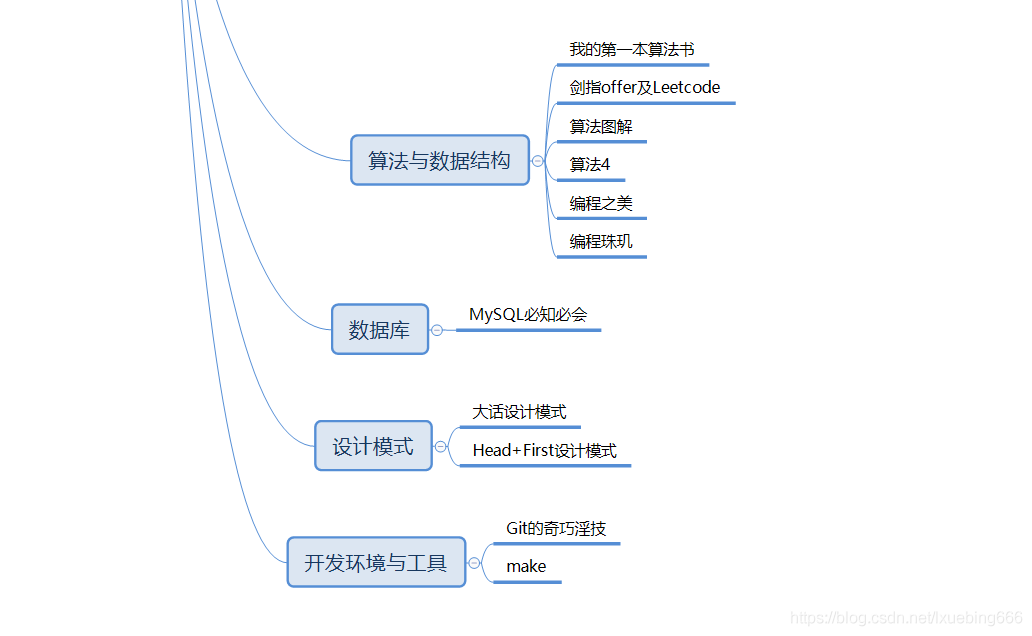 我的第一本算法书
剑指offer及Leetcode
算法图解
算法与数据结构
算法4
编程之美
编程珠玑
数据库
MySQL必知必会
大话设计模式
设计模式
Head+First设计模式
Git的奇巧淫技
开发环境与工具
make
https://blog.csdn.net/lxuebing666